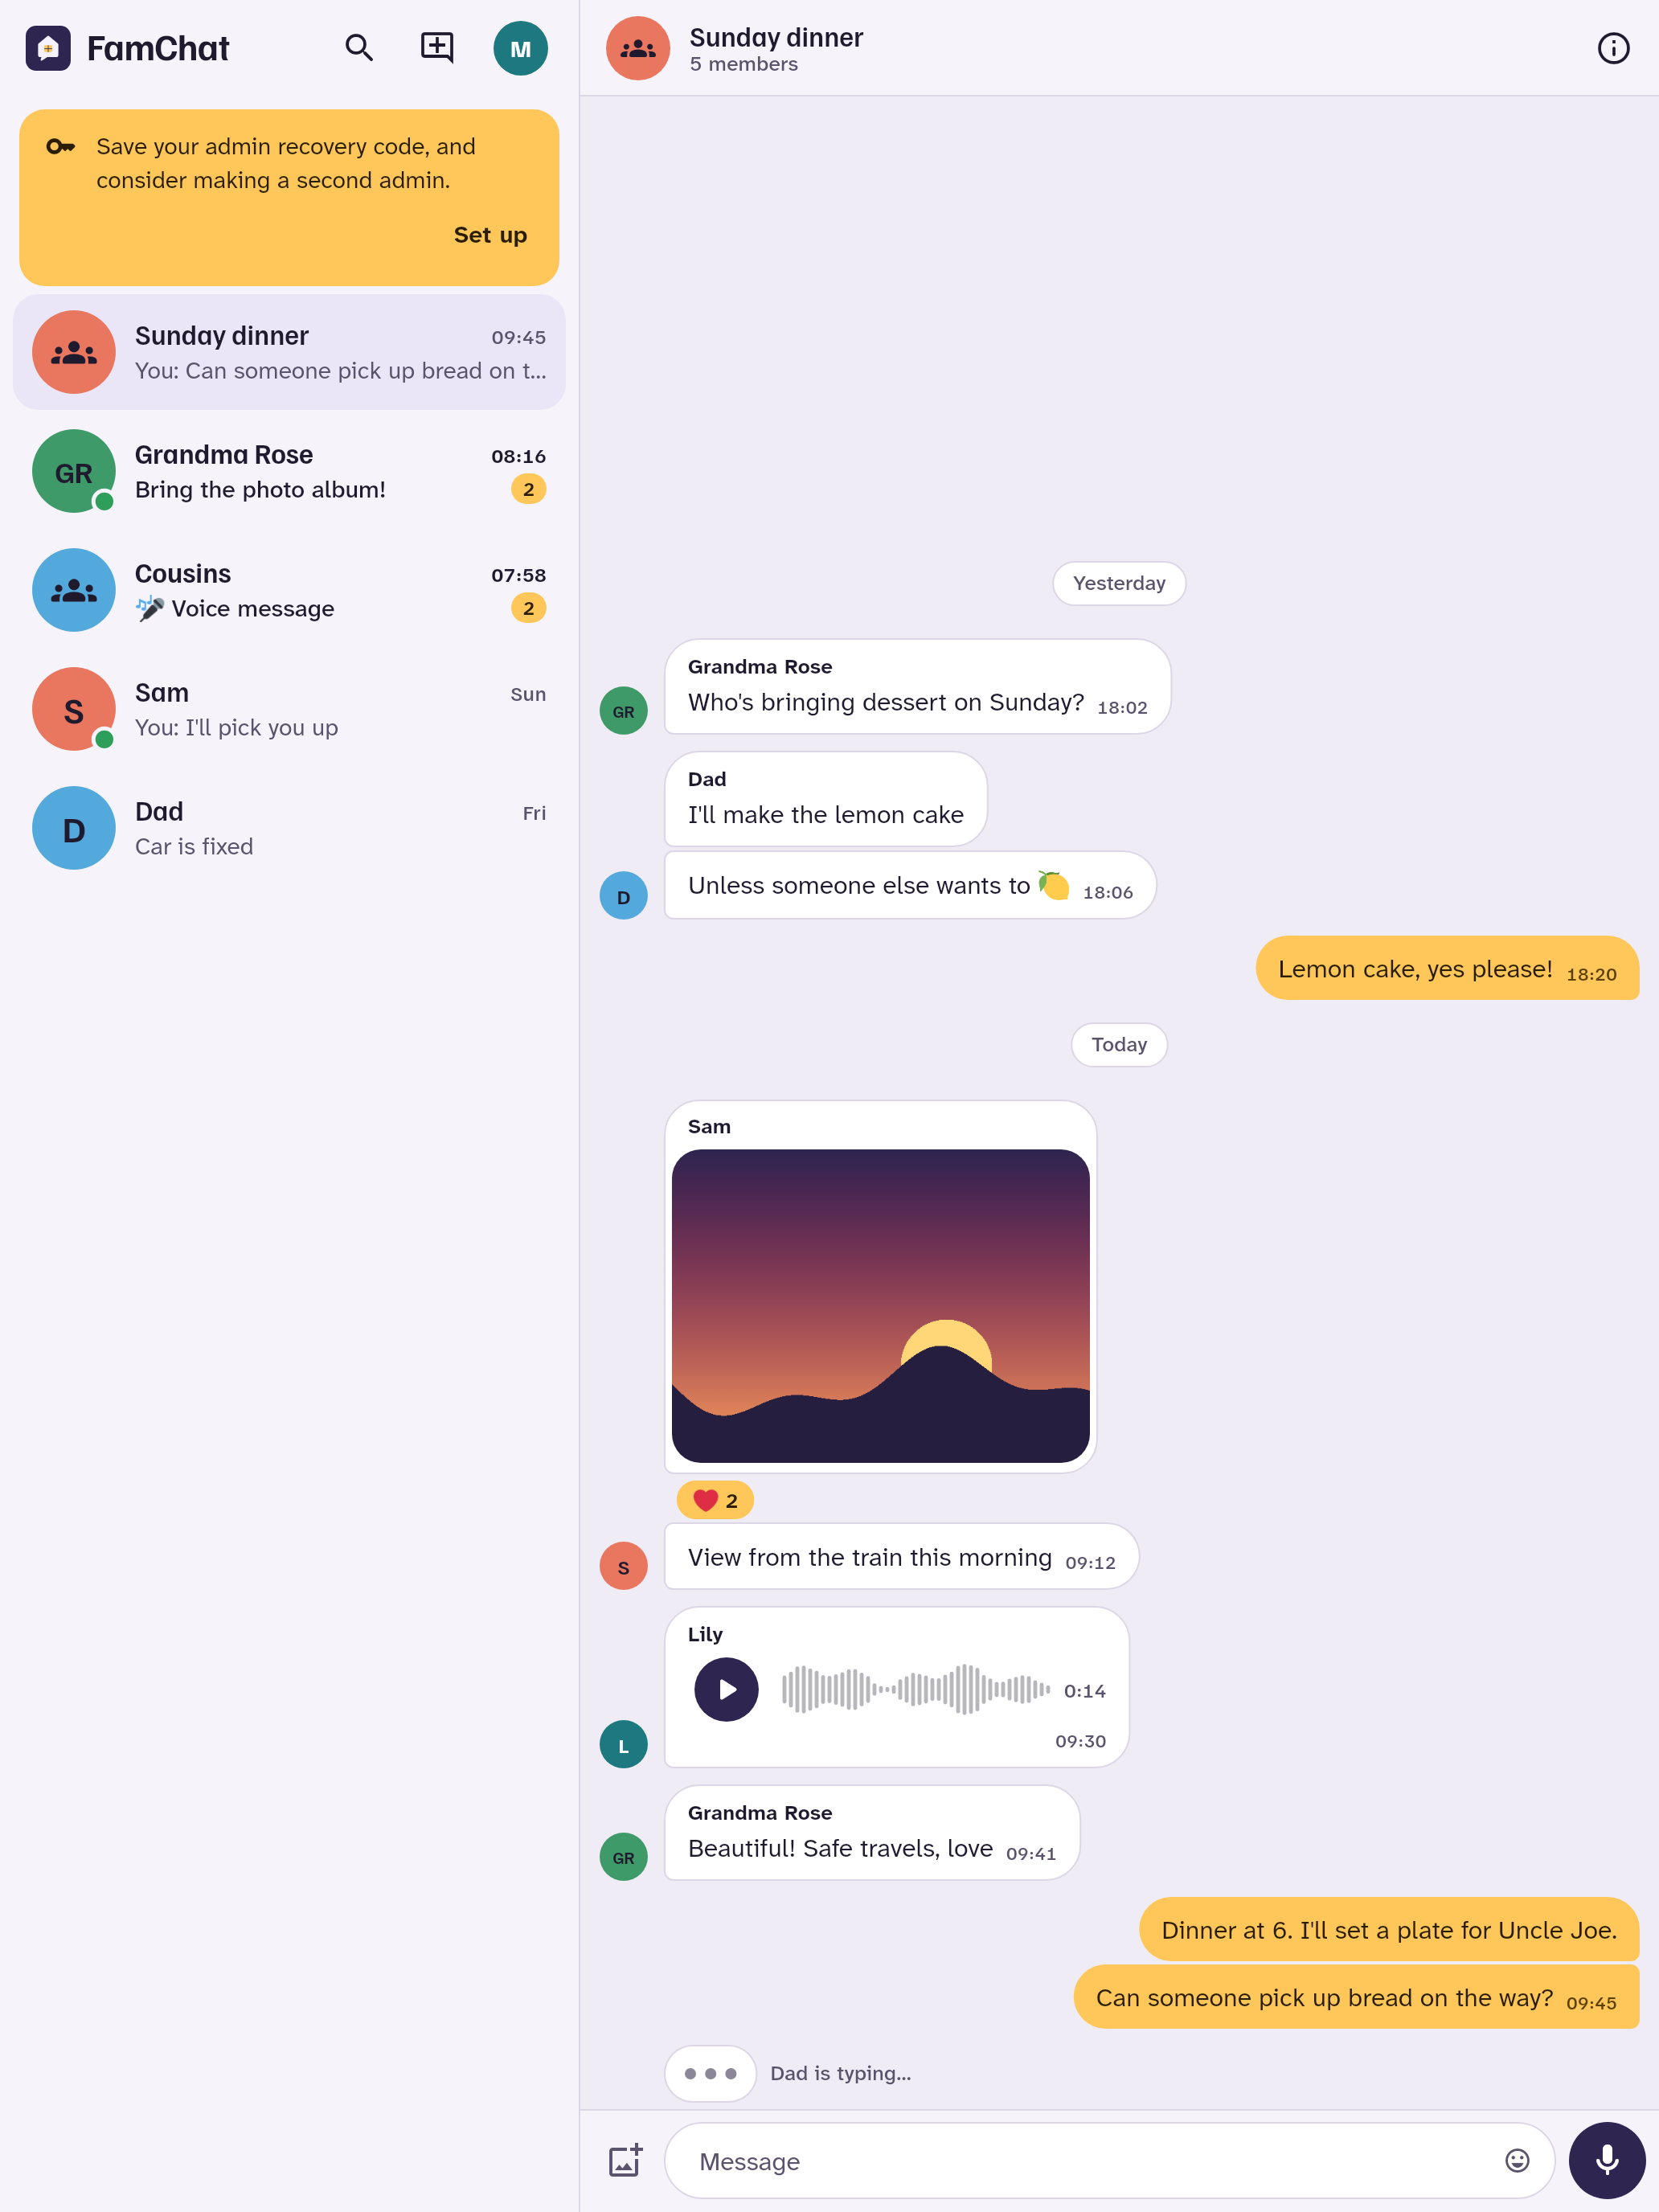 FamChat
M
Save your admin recovery code, and
consider making a second admin.
Set up
Sunday dinner
09:45
You: Can someone pick up bread on t...
GR
Grandma Rose
08:16
Bring the photo album!
2
Cousins
07:58
🎤 Voice message
2
S
Sam
Sun
You: I'll pick you up
D
Dad
Fri
Car is fixed
Sunday dinner
5 members
Yesterday
Grandma Rose
Who's bringing dessert on Sunday? 18:02
GR
Dad
I'll make the lemon cake
Unless someone else wants to 🍋 18:06
D
Lemon cake, yes please! 18:20
Today
Sam
❤️ 2
View from the train this morning 09:12
S
Lily
0:14
09:30
L
Grandma Rose
Beautiful! Safe travels, love 09:41
GR
Dinner at 6. I'll set a plate for Uncle Joe.
Can someone pick up bread on the way? 09:45
Dad is typing...
Message